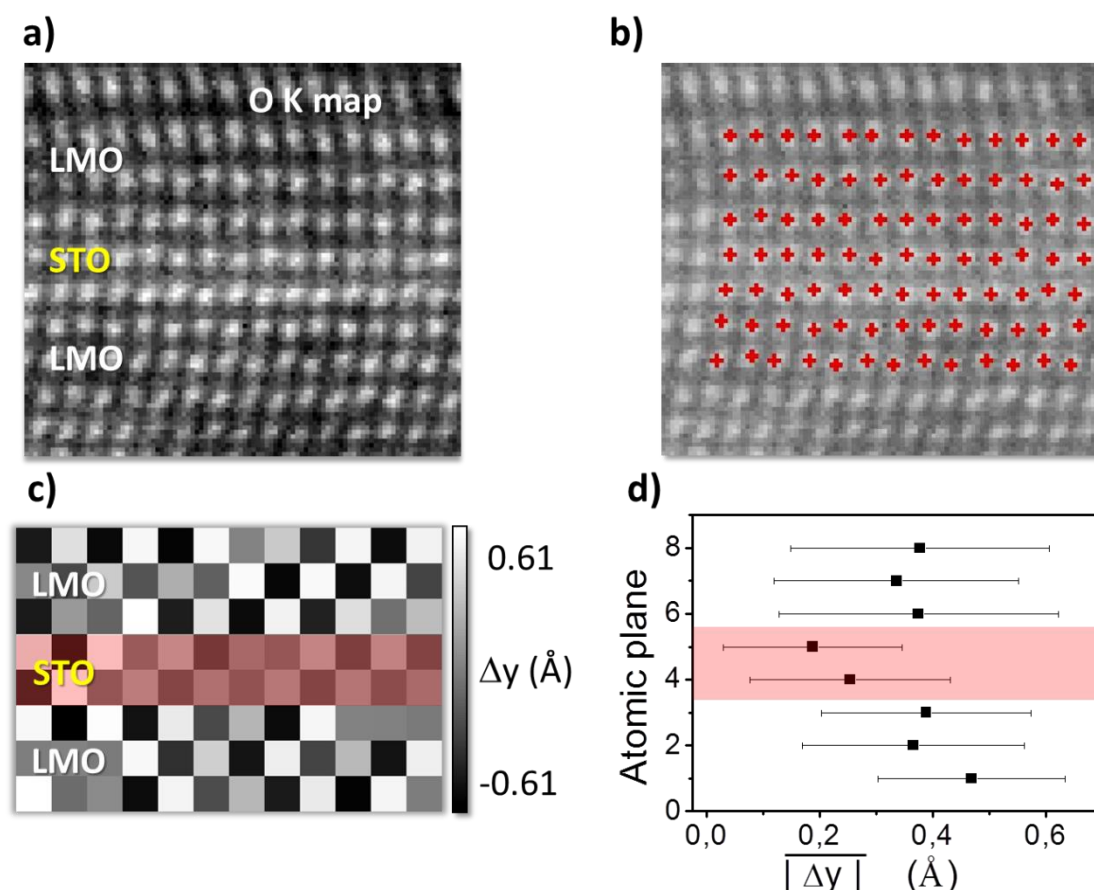 a)
O K map
LMO
STO
LMO
b)
c)
LMO
STO
LMO
0.61
Δy (Å)
-0.61
d)
Atomic plane
8
6
4
2
0
0,0 0,2 0,4 0,6
|Δy| (Å)